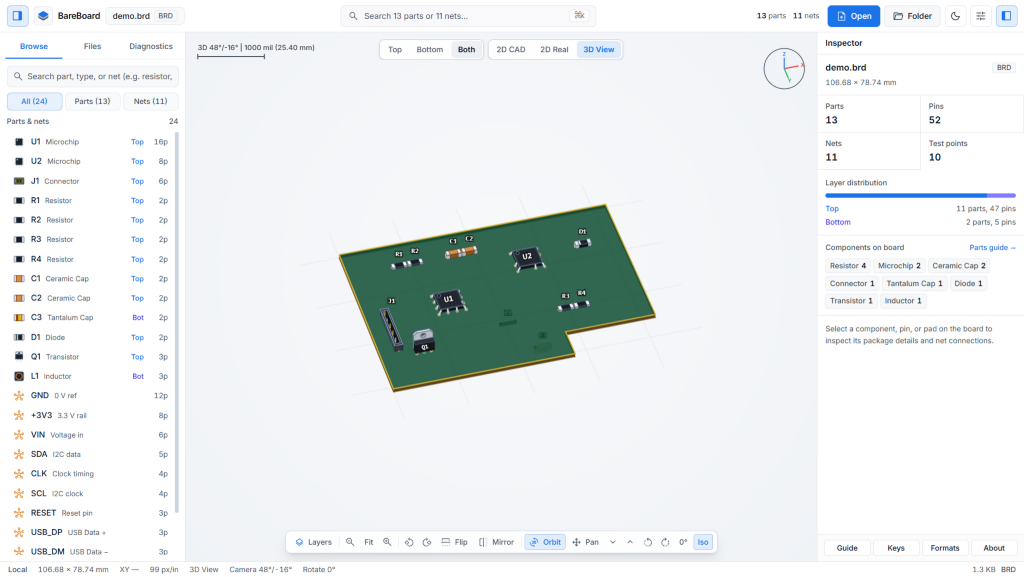 BareBoard demo.brd BRD
Search 13 parts or 11 nets... ⌘K
13 parts 11 nets Open Folder
Browse Files Diagnostics
Search part, type, or net (e.g. resistor,
All (24) Parts (13) Nets (11)
Parts & nets 24
U1 Microchip Top 16p
U2 Microchip Top 8p
J1 Connector Top 6p
R1 Resistor Top 2p
R2 Resistor Top 2p
R3 Resistor Top 2p
R4 Resistor Top 2p
C1 Ceramic Cap Top 2p
C2 Ceramic Cap Top 2p
C3 Tantalum Cap Bot 2p
D1 Diode Top 2p
Q1 Transistor Top 3p
L1 Inductor Bot 3p
GND 0 V ref 12p
+3V3 3.3 V rail 8p
VIN Voltage in 6p
SDA I2C data 5p
CLK Clock timing 4p
SCL I2C clock 4p
RESET Reset pin 3p
USB_DP USB Data + 3p
USB_DM USB Data − 3p
3D 48°/-16° | 1000 mil (25.40 mm)
Top Bottom Both 2D CAD 2D Real 3D View
Z
X
Y
D1
C1 C2
R1 R2
U2
R3 R4
J1
U1
Q1
Layers Fit Flip Mirror Orbit Pan 0° Iso
Inspector
demo.brd BRD
106.68 × 78.74 mm
Parts Pins
13 52
Nets Test points
11 10
Layer distribution
Top 11 parts, 47 pins
Bottom 2 parts, 5 pins
Components on board Parts guide →
Resistor 4 Microchip 2 Ceramic Cap 2
Connector 1 Tantalum Cap 1 Diode 1
Transistor 1 Inductor 1
Select a component, pin, or pad on the board to
inspect its package details and net connections.
Guide Keys Formats About
Local 106.68 × 78.74 mm XY — 99 px/in 3D View Camera 48°/-16° Rotate 0° 1.3 KB BRD